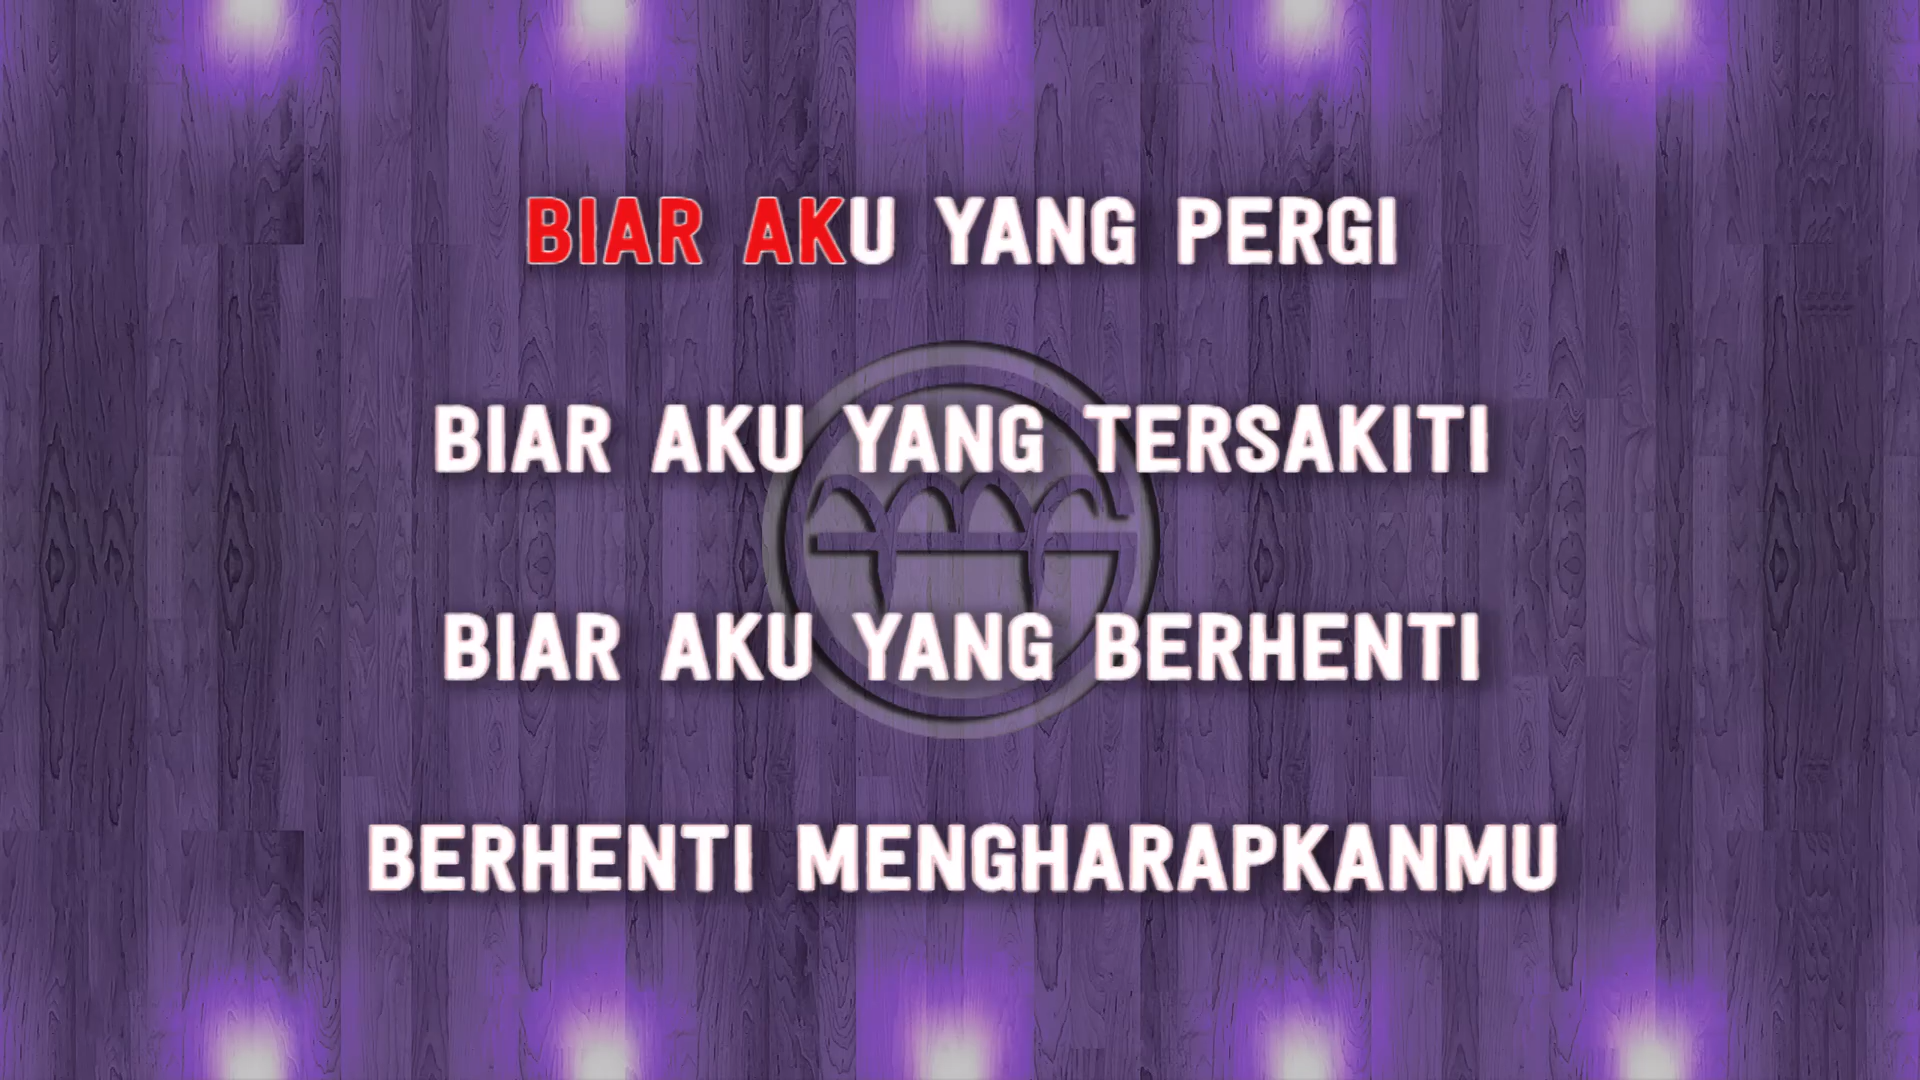 BIAR AKU YANG PERGI
BIAR AKU YANG TERSAKITI
BIAR AKU YANG BERHENTI
BERHENTI MENGHARAPKANMU